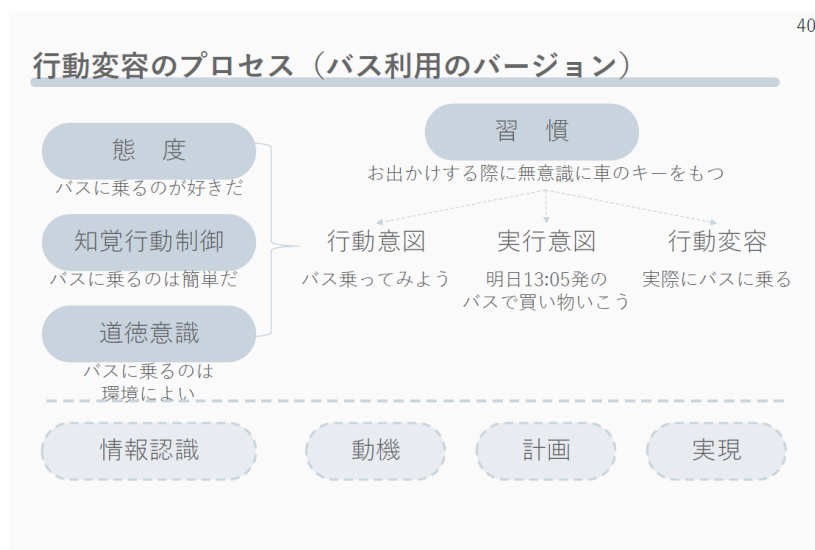 40
行動変容のプロセス（バス利用のバージョン）
態　度
バスに乗るのが好きだ
知覚行動制御
バスに乗るのは簡単だ
道徳意識
バスに乗るのは
環境によい
習　慣
お出かけする際に無意識に車のキーをもつ
行動意図
バス乗ってみよう
実行意図
明日13:05発の
バスで買い物いこう
行動変容
実際にバスに乗る
情報認識
動機
計画
実現